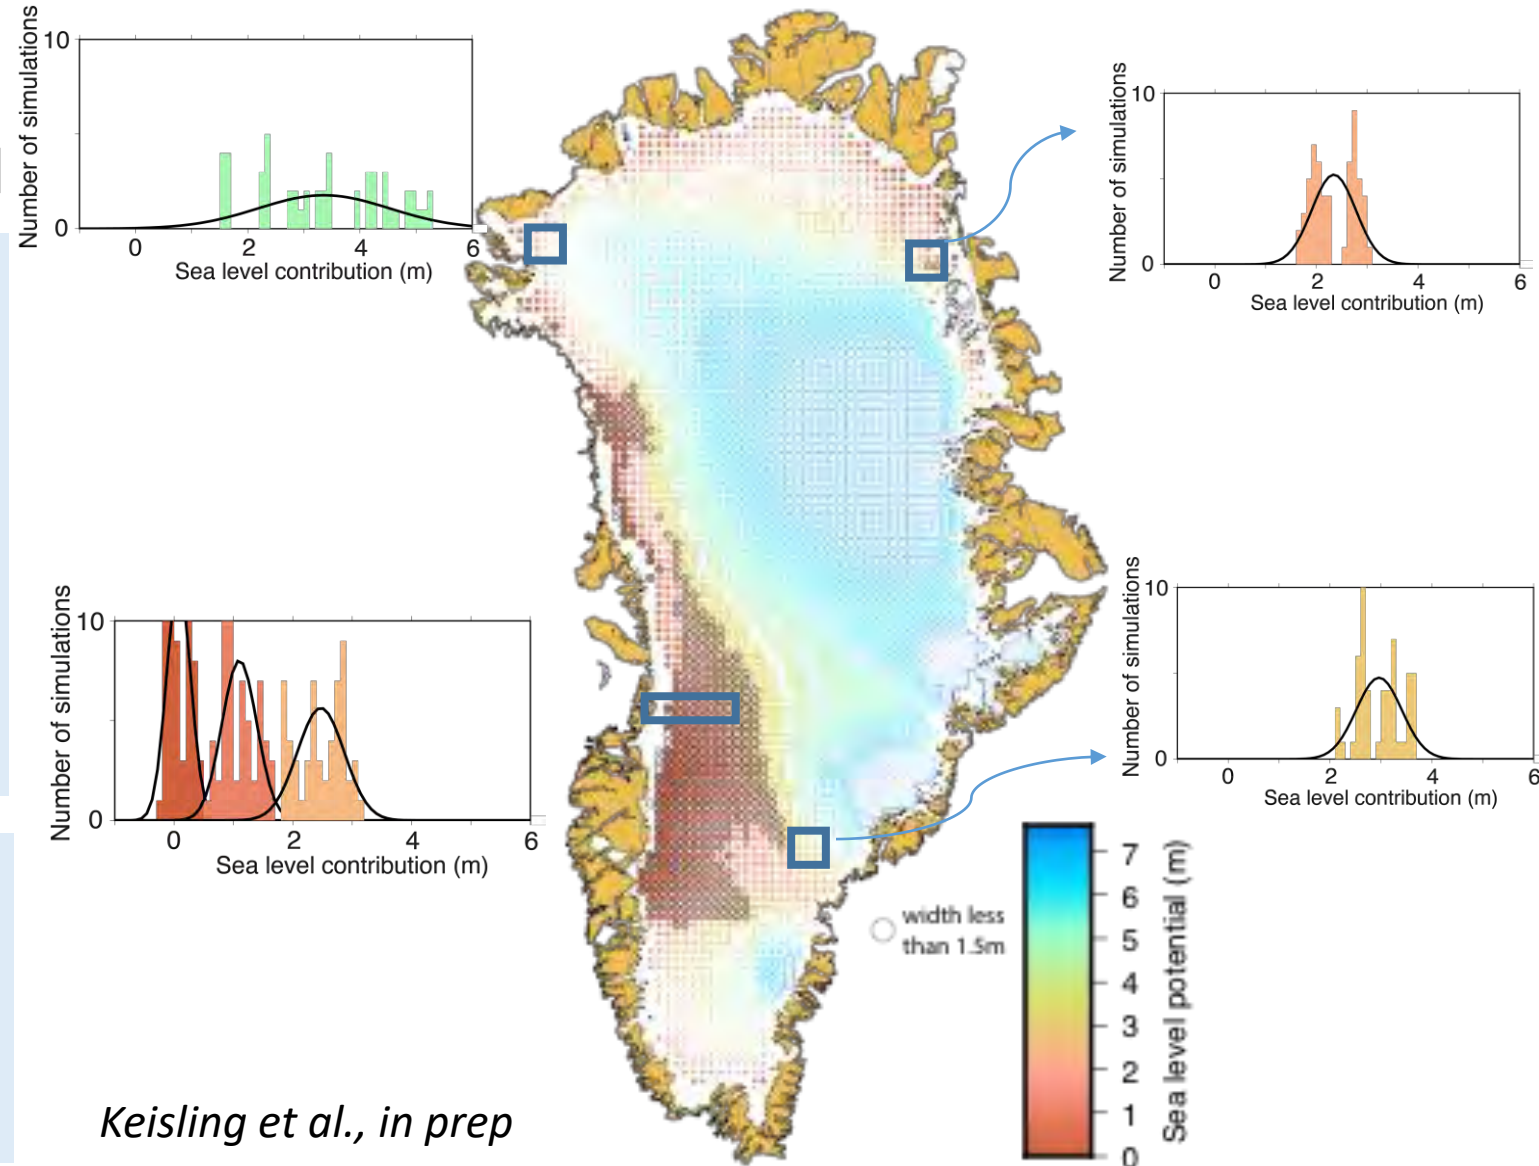 Number of simulations
10
0
0
2
4
6
Sea level contribution (m)
Number of simulations
10
0
0
2
4
6
Sea level contribution (m)
Number of simulations
10
0
0
2
4
6
Sea level contribution (m)
Number of simulations
10
0
0
2
4
6
Sea level contribution (m)
width less
than 1.5m
7
6
5
4
3
2
1
0
Sea level potential (m)
Keisling et al., in prep